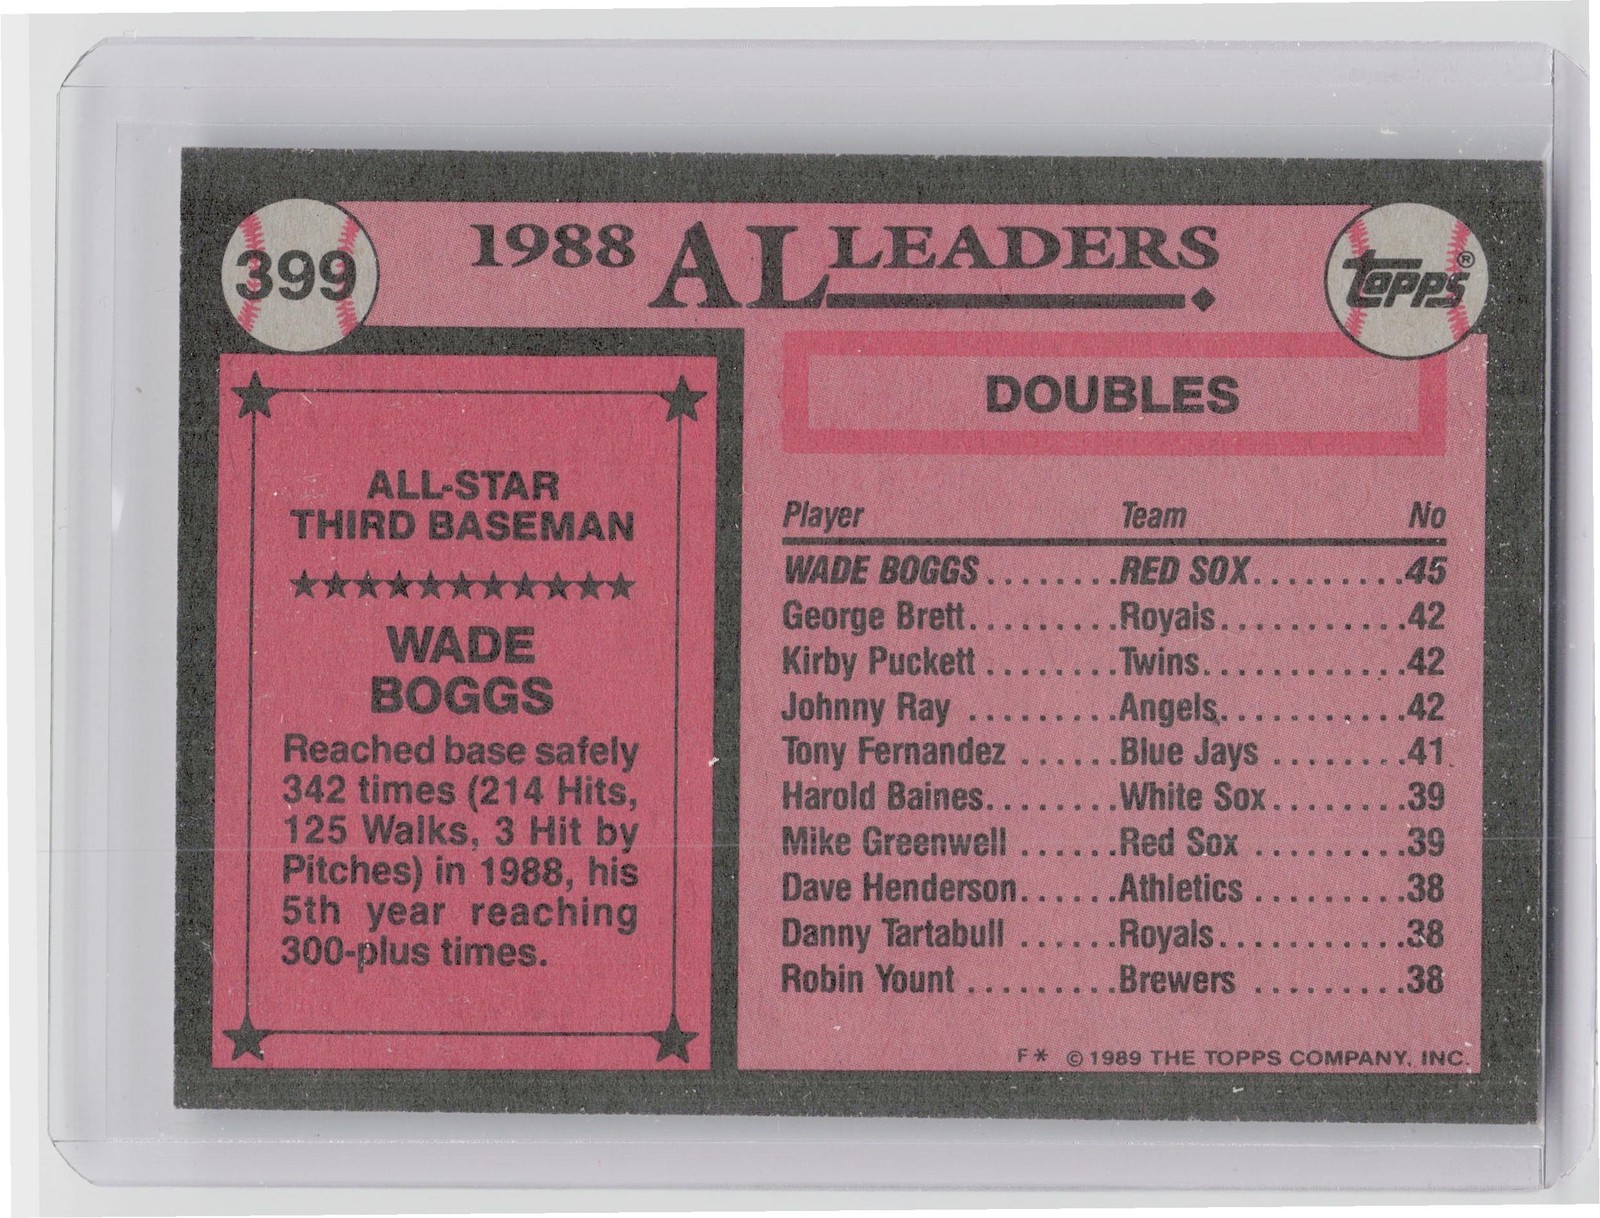 399
1988 AL LEADERS
topps®
ALL-STAR
THIRD BASEMAN
WADE
BOGGS
Reached base safely
342 times (214 Hits,
125 Walks, 3 Hit by
Pitches) in 1988, his
5th year reaching
300-plus times.
DOUBLES
Player Team No
WADE BOGGS........RED SOX.........45
George Brett.........Royals...........42
Kirby Puckett ........Twins............42
Johnny Ray .........Angels...........42
Tony Fernandez ......Blue Jays ........41
Harold Baines........White Sox........39
Mike Greenwell ......Red Sox .........39
Dave Henderson......Athletics .........38
Danny Tartabull ......Royals...........38
Robin Yount .........Brewers .........38
F* © 1989 THE TOPPS COMPANY, INC.